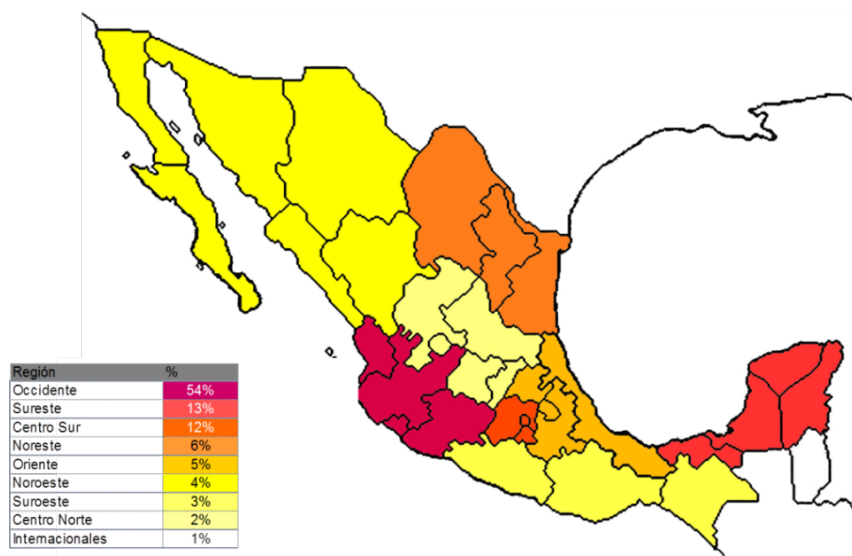 Región %
Occidente 54%
Sureste 13%
Centro Sur 12%
Noreste 6%
Oriente 5%
Noroeste 4%
Suroeste 3%
Centro Norte 2%
Internacionales 1%